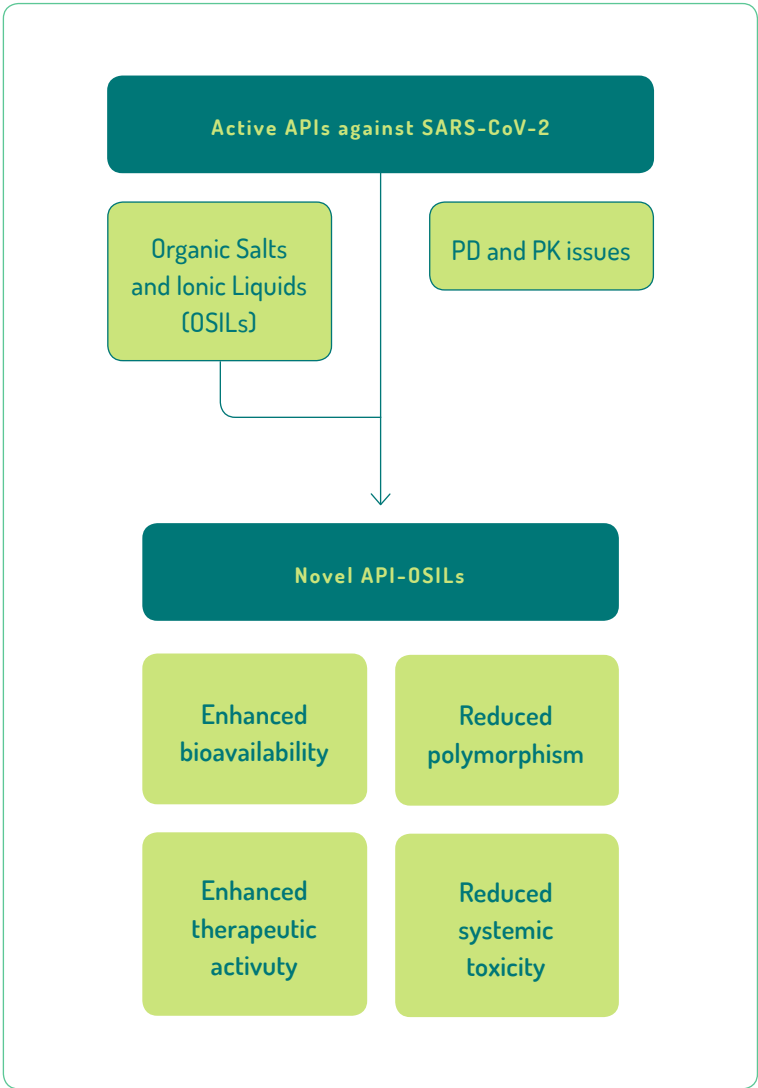 Active APIs against SARS-CoV-2
Organic Salts
and Ionic Liquids
(OSILs)
PD and PK issues
Novel API-OSILs
Enhanced
bioavailability
Reduced
polymorphism
Enhanced
therapeutic
activuty
Reduced
systemic
toxicity